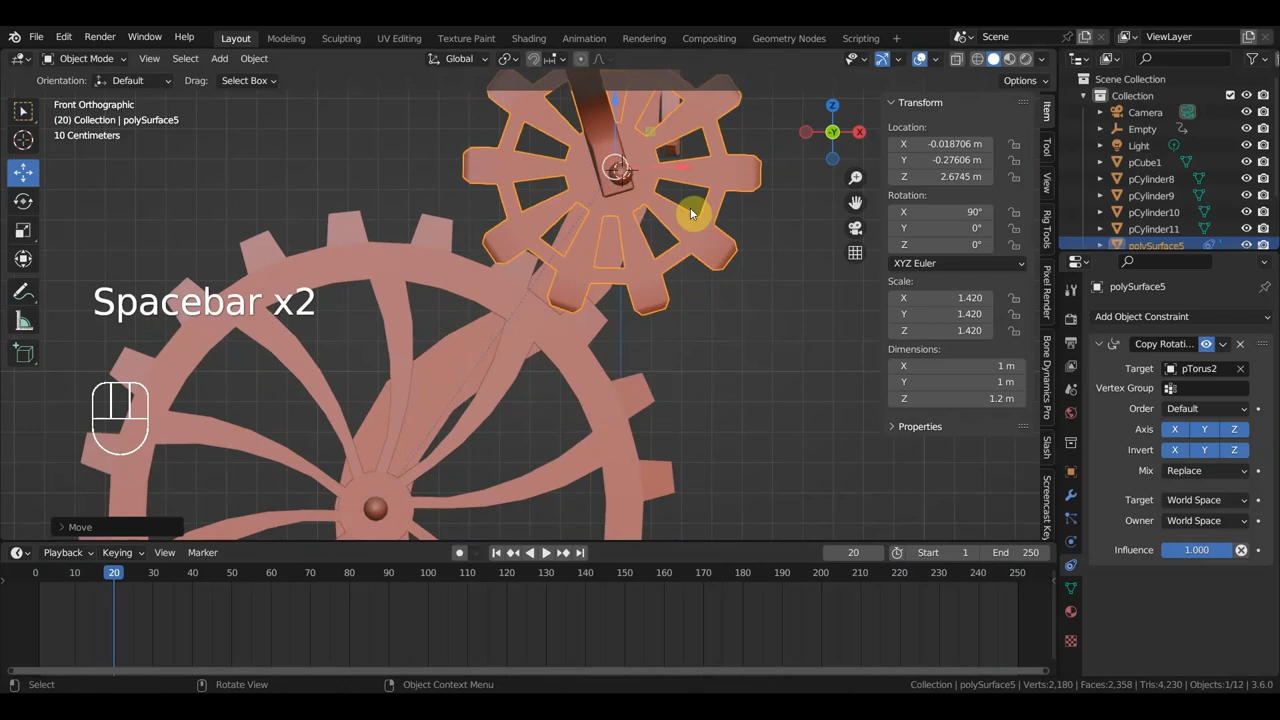 File Edit Render Window Help Layout Modeling Sculpting UV Editing Texture Paint Shading Animation Rendering Compositing Geometry Nodes Scripting + Scene ViewLayer
Object Mode View Select Add Object Global
Orientation: Default Drag: Select Box Options
Scene Collection
Collection
Camera
Empty
Light
pCube1
pCylinder8
pCylinder9
pCylinder10
pCylinder11
polySurface5
Front Orthographic
(20) Collection | polySurface5
10 Centimeters
Z
X
-Y
Spacebar x2
Move
Transform
Location:
X -0.018706 m
Y -0.27606 m
Z 2.6745 m
Rotation:
X 90°
Y 0°
Z 0°
XYZ Euler
Scale:
X 1.420
Y 1.420
Z 1.420
Dimensions:
X 1 m
Y 1 m
Z 1.2 m
Properties
Item
Tool
View
Rig Tools
Pixel Render
Bone Dynamics Pro
Slash
Screencast Key
polySurface5
Add Object Constraint
Copy Rotati...
Target pTorus2
Vertex Group
Order Default
Axis X Y Z
Invert X Y Z
Mix Replace
Target World Space
Owner World Space
Influence 1.000
Playback Keying View Marker 20 Start 1 End 250
0 10 20 30 40 50 60 70 80 90 100 110 120 130 140 150 160 170 180 190 200 210 220 230 240 250
Select Rotate View Object Context Menu Collection | polySurface5 | Verts:2,180 | Faces:2,358 | Tris:4,230 | Objects:1/12 | 3.6.0